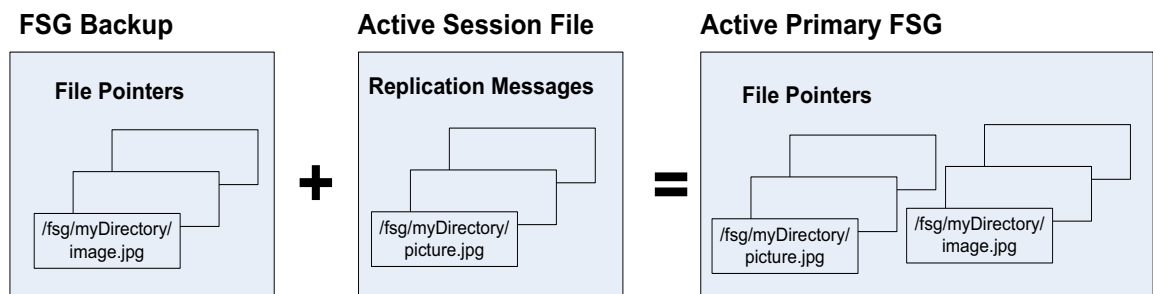 FSG Backup
Active Session File
Active Primary FSG
File Pointers
/fsg/myDirectory/
image.jpg
+
Replication Messages
/fsg/myDirectory/
picture.jpg
=
File Pointers
/fsg/myDirectory/
picture.jpg
/fsg/myDirectory/
image.jpg